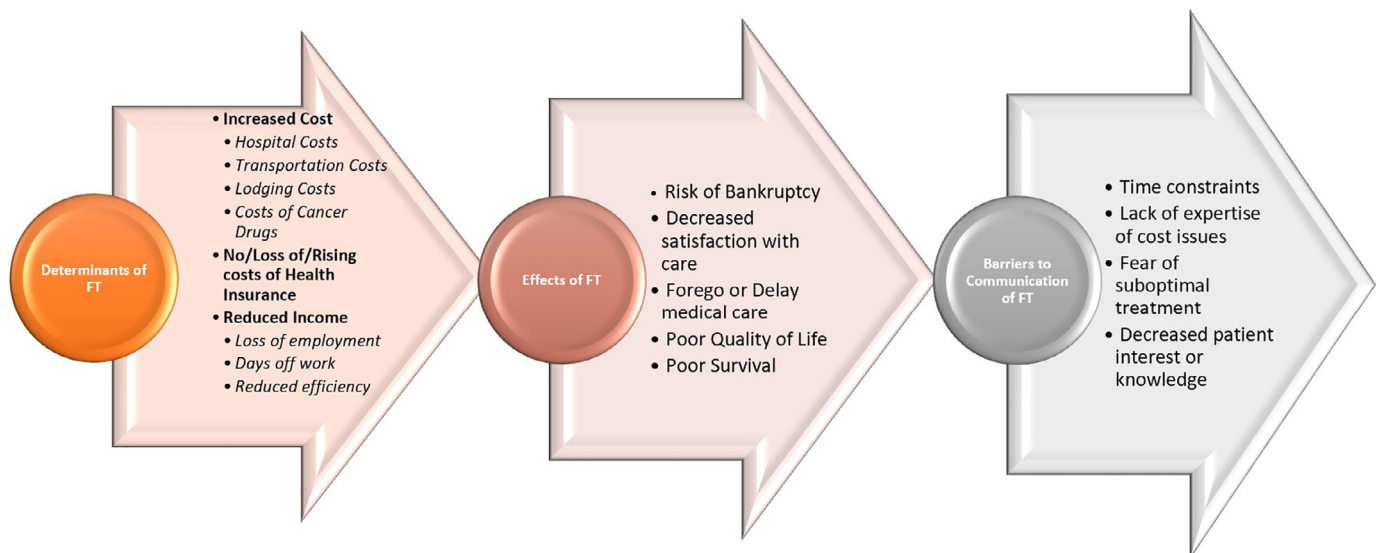 Determinants of
FT
• Increased Cost
• Hospital Costs
• Transportation Costs
• Lodging Costs
• Costs of Cancer
Drugs
• No/Loss of/Rising
costs of Health
Insurance
• Reduced Income
• Loss of employment
• Days off work
• Reduced efficiency
Effects of FT
• Risk of Bankruptcy
• Decreased
satisfaction with
care
• Forego or Delay
medical care
• Poor Quality of Life
• Poor Survival
Barriers to
Communication
of FT
• Time constraints
• Lack of expertise
of cost issues
• Fear of
suboptimal
treatment
• Decreased patient
interest or
knowledge